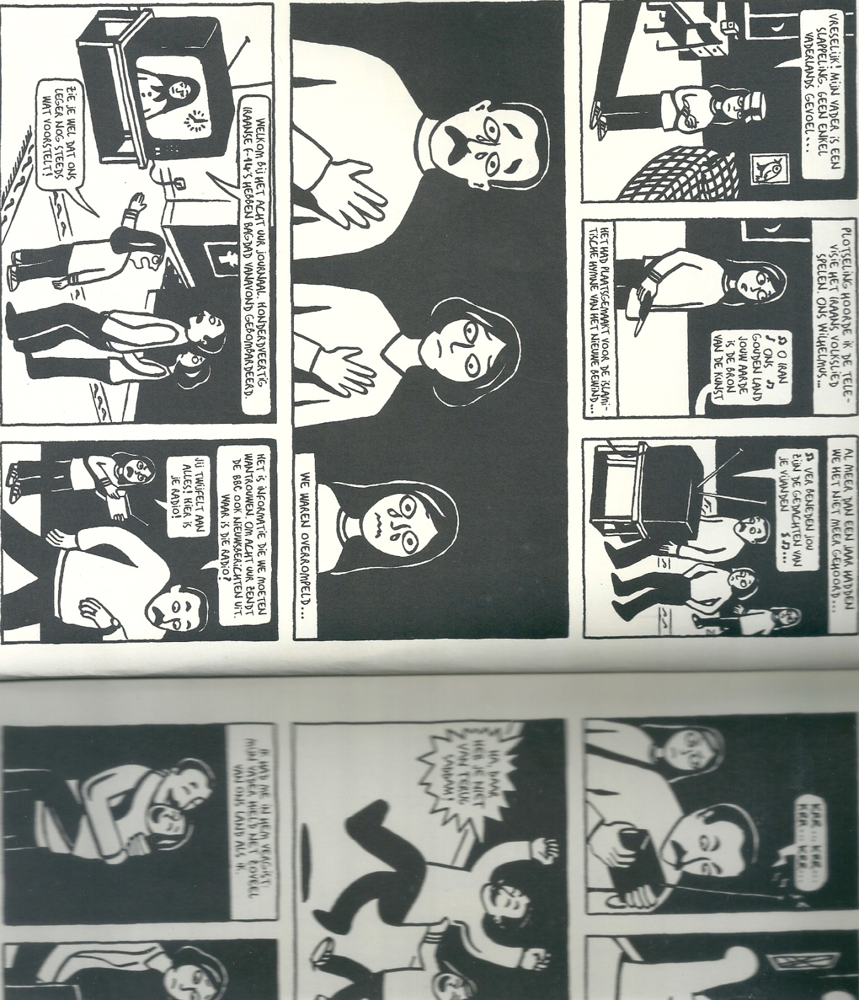 VRESELIJK! MIJN VADER IS EEN
SLAPPELING. GEEN ENKEL
VADERLANDS GEVOEL...
PLOTSELING HOORDE IK DE TELE-
VISIE HET IRAANS VOLKSLIED
SPELEN. ONS WILHELMUS...
♫ O IRAN
♪ ONS ♫
GOUDEN LAND
JOUW AARDE
IS DE BRON
VAN DE KUNST
HET HAD PLAATSGEMAAKT VOOR DE ISLAMI-
TISCHE HYMNE VAN HET NIEUWE BEWIND...
AL MEER DAN EEN JAAR HADDEN
WE HET NIET MEER GEHOORD...
♫ VER BENEDEN JOU
ZIJN DE GEDACHTEN VAN
JE VIJANDEN ♪♫...
WE WAREN OVERROMPELD...
WELKOM BIJ HET ACHT UUR JOURNAAL. HONDERDVEERTIG
IRAANSE F-14'S HEBBEN BAGDAD VANAVOND GEBOMBARDEERD.
ZIE JE WEL DAT ONS
LEGER NOG STEEDS
WAT VOORSTELT!
HET IS INFORMATIE DIE WE MOETEN
WANTROUWEN. OM ACHT UUR ZENDT
DE BBC OOK NIEUWSBERICHTEN UIT.
WAAR IS DIE RADIO?
JIJ TWIJFELT AAN
ALLES! HIER IS
JE RADIO!
KRR... KRR...
KRR... KRR...
HA, DAAR
HEB JE NIET
VAN TERUG
SADDAM!
IK HAD ME IN HEM VERGIST:
MIJN VADER HIELD NET ZOVEEL
VAN ONS LAND ALS IK.